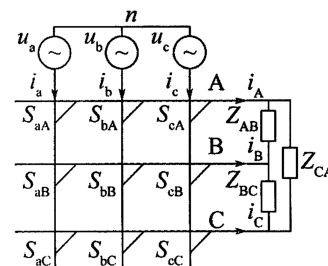 n
u_a u_b u_c
~ ~ ~
i_a i_b i_c A i_A
S_aA S_bA S_cA Z_AB
B i_B Z_CA
S_aB S_bB S_cB Z_BC
C i_C
S_aC S_bC S_cC